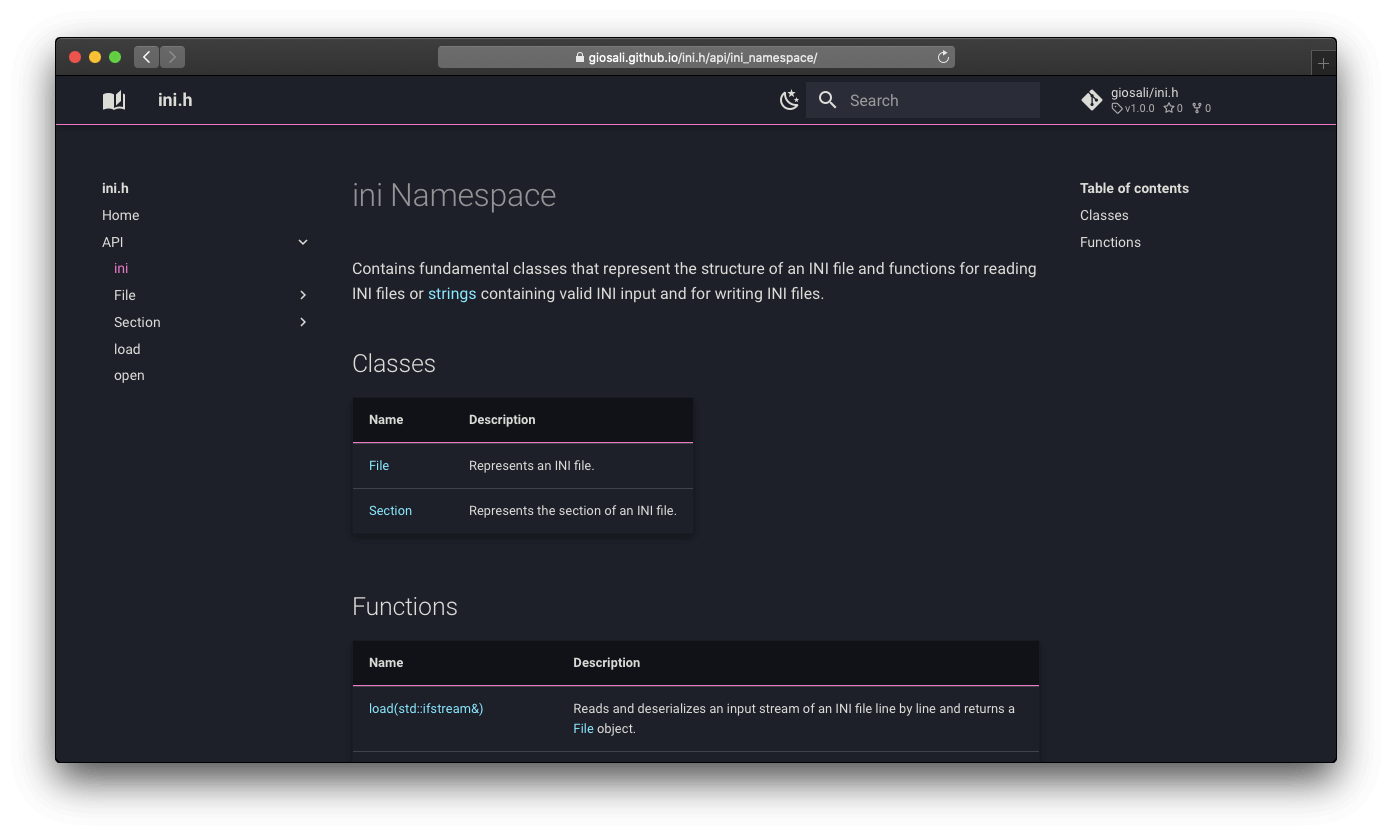 giosali.github.io/ini.h/api/ini_namespace/
ini.h
Search
giosali/ini.h
v1.0.0 0 0
ini.h
Home
API
ini
File
Section
load
open
ini Namespace
Contains fundamental classes that represent the structure of an INI file and functions for reading
INI files or strings containing valid INI input and for writing INI files.
Classes
Name Description
File Represents an INI file.
Section Represents the section of an INI file.
Functions
Name Description
load(std::ifstream&) Reads and deserializes an input stream of an INI file line by line and returns a
File object.
Table of contents
Classes
Functions